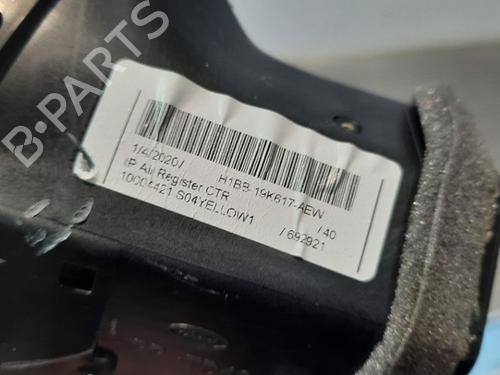 B-PARTS
H1BB-19K617-AEW
1/4/2020/ /40
IP Air Register CTR
10004421 S04YELLOW1 /692921